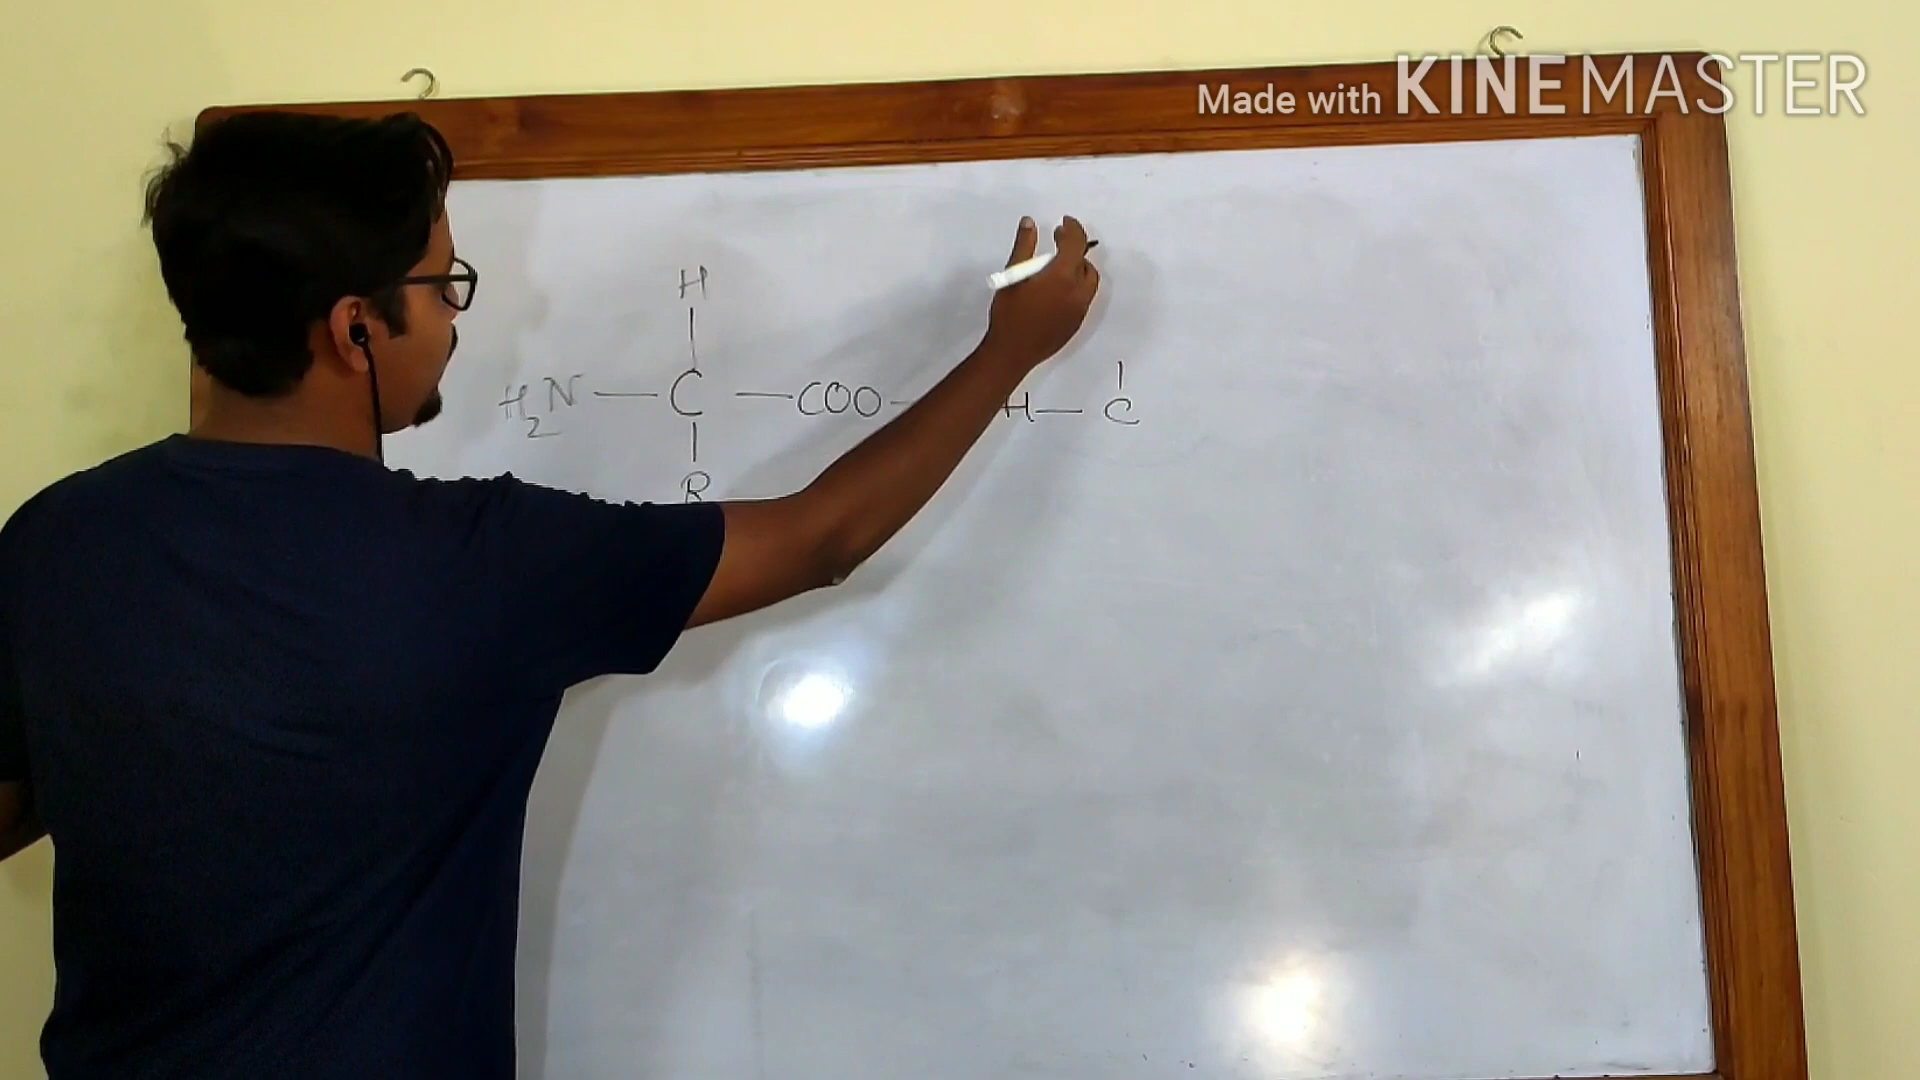 Made with KINEMASTER
H
H₂N — C — COO — H — C
R